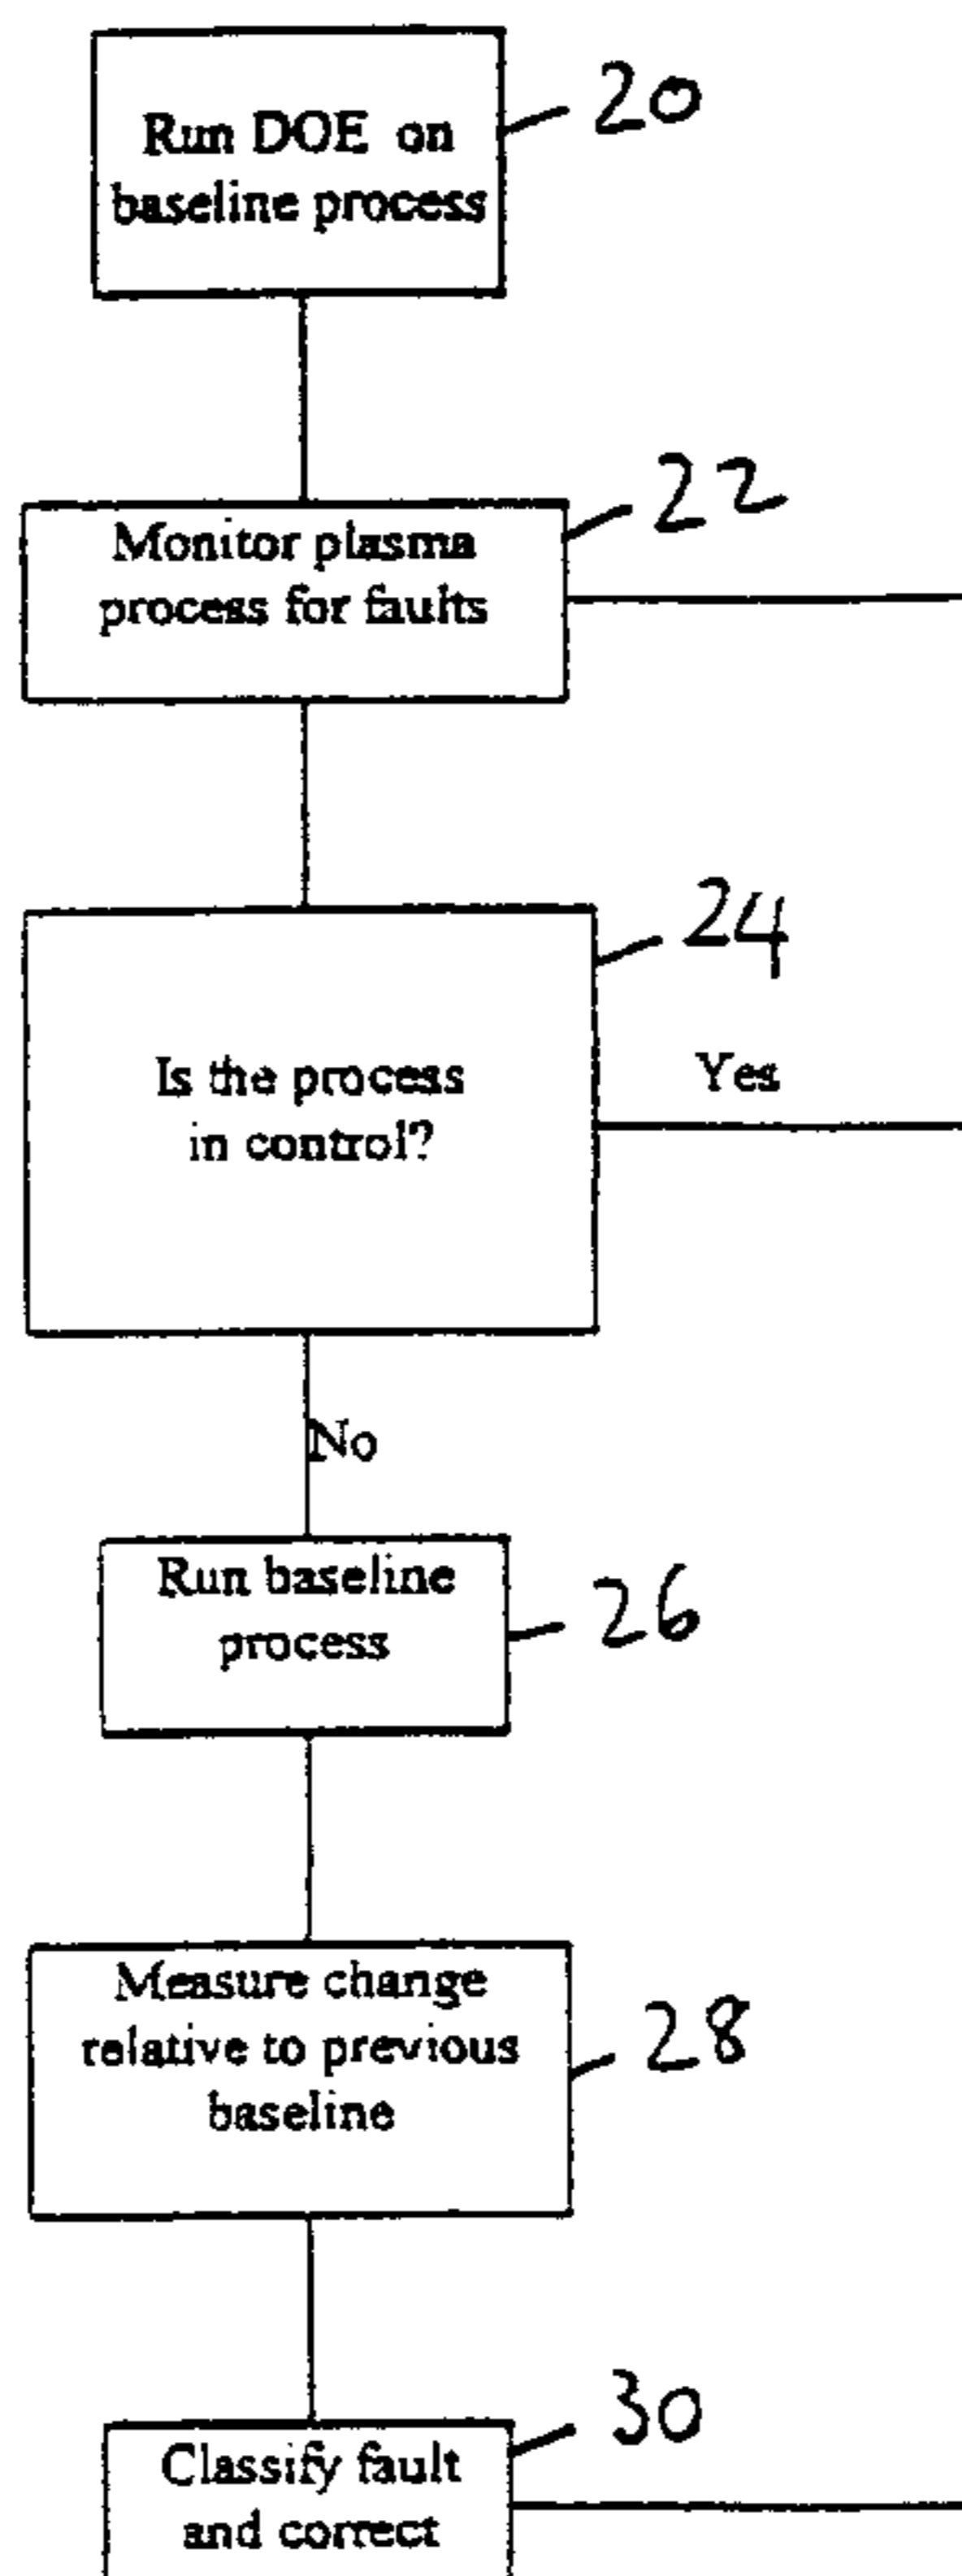 Run DOE on
baseline process
20
Monitor plasma
process for faults
22
24
Is the process
in control?
Yes
No
Run baseline
process
26
Measure change
relative to previous
baseline
28
30
Classify fault
and correct